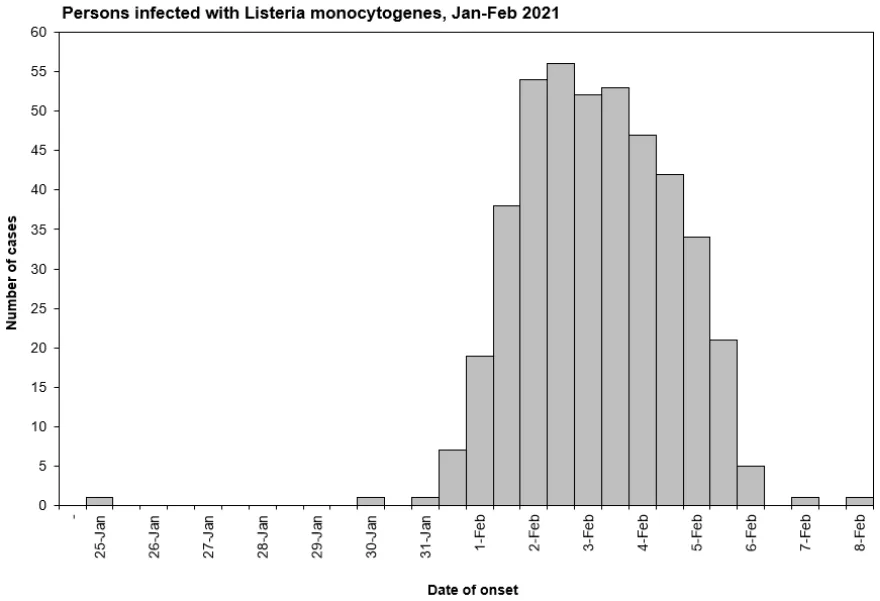 Persons infected with Listeria monocytogenes, Jan-Feb 2021
60
55
50
45
40
35
30
25
20
15
10
5
0
Number of cases
-
25-Jan
26-Jan
27-Jan
28-Jan
29-Jan
30-Jan
31-Jan
1-Feb
2-Feb
3-Feb
4-Feb
5-Feb
6-Feb
7-Feb
8-Feb
Date of onset